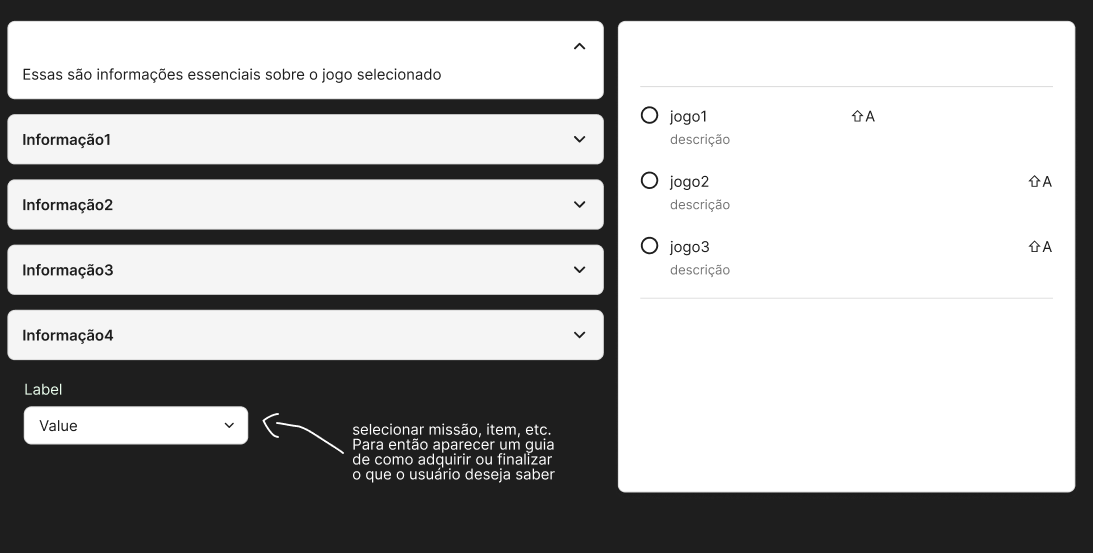 Essas são informações essenciais sobre o jogo selecionado
Informação1
Informação2
Informação3
Informação4
Label
Value
selecionar missão, item, etc.
Para então aparecer um guia
de como adquirir ou finalizar
o que o usuário deseja saber
jogo1 ⇧A
descrição
jogo2 ⇧A
descrição
jogo3 ⇧A
descrição